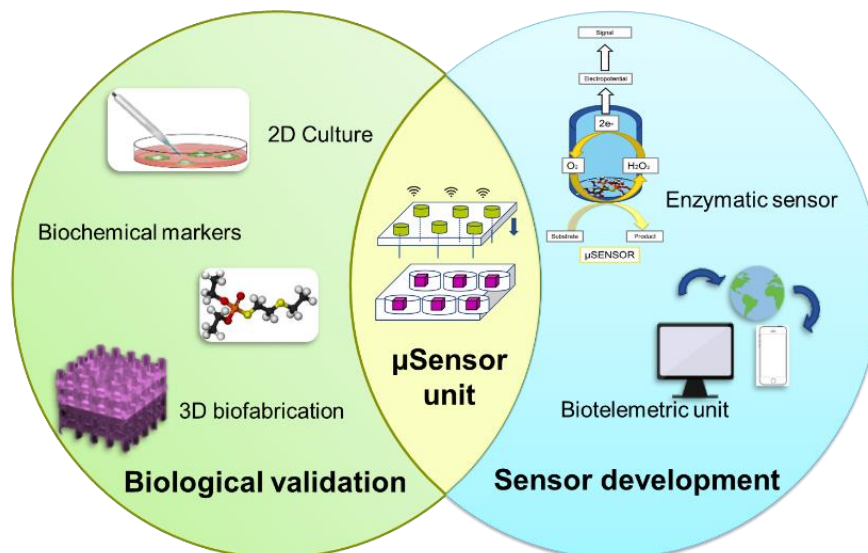 2D Culture
Biochemical markers
3D biofabrication
Biological validation
µSensor
unit
Signal
Electropotential
2e-
O₂
H₂O₂
Substrate
Product
µSENSOR
Enzymatic sensor
Biotelemetric unit
Sensor development